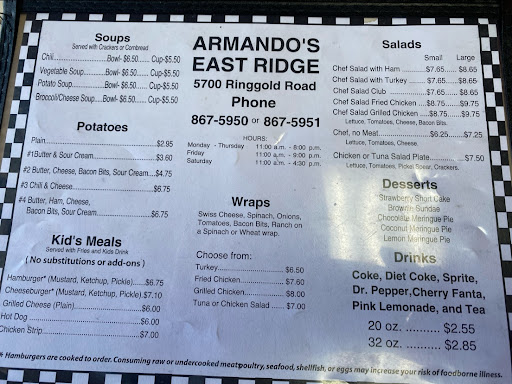 Soups
Served with Crackers or Cornbread
Chili..................Bowl- $6.50...... Cup-$5.50
Vegetable Soup.....Bowl- $6.50...... Cup-$5.50
Potato Soup..........Bowl- $6.50...... Cup-$5.50
Broccoli/Cheese Soup...Bowl- $6.50...... Cup-$5.50
Potatoes
Plain........................................$2.95
#1Butter & Sour Cream....................$3.60
#2 Butter, Cheese, Bacon Bits, Sour Cream....$4.75
#3 Chili & Cheese..........................$6.75
#4 Butter, Ham, Cheese,
Bacon Bits, Sour Cream..................$6.75
Kid's Meals
Served with Fries and Kids Drink
( No substitutions or add-ons )
Hamburger* (Mustard, Ketchup, Pickle)......$6.75
Cheeseburger* (Mustard, Ketchup, Pickle) $7.10
Grilled Cheese (Plain)........................$6.00
Hot Dog .......................................$6.00
Chicken Strip..................................$7.00
ARMANDO'S
EAST RIDGE
5700 Ringgold Road
Phone
867-5950 or 867-5951
HOURS:
Monday - Thursday 11:00 a.m. - 8:00 p.m.
Friday 11:00 a.m. - 9:00 p.m.
Saturday 11:00 a.m. - 4:30 p.m.
Wraps
Swiss Cheese, Spinach, Onions,
Tomatoes, Bacon Bits, Ranch on
a Spinach or Wheat wrap.
Choose from:
Turkey..........................$6.50
Fried Chicken................$7.60
Grilled Chicken..............$8.00
Tuna or Chicken Salad .....$7.00
Salads
Small Large
Chef Salad with Ham ..............$7.65...... $8.65
Chef Salad with Turkey ...........$7.65...... $8.65
Chef Salad Club ...................$7.65...... $8.65
Chef Salad Fried Chicken ......$8.75......$9.75
Chef Salad Grilled Chicken .....$8.75......$9.75
Lettuce, Tomatoes, Cheese, Bacon Bits.
Chef, no Meat.......................$6.25......$7.25
Lettuce, Tomatoes, Cheese.
Chicken or Tuna Salad Plate..................$7.50
Lettuce, Tomatoes, Pickle Spear, Crackers.
Desserts
Strawberry Short Cake
Brownie Sundae
Chocolate Meringue Pie
Coconut Meringue Pie
Lemon Meringue Pie
Drinks
Coke, Diet Coke, Sprite,
Dr. Pepper,Cherry Fanta,
Pink Lemonade, and Tea
20 oz. .......... $2.55
32 oz. .......... $2.85
* Hamburgers are cooked to order. Consuming raw or undercooked meats, poultry, seafood, shellfish, or eggs may increase your risk of foodborne illness.